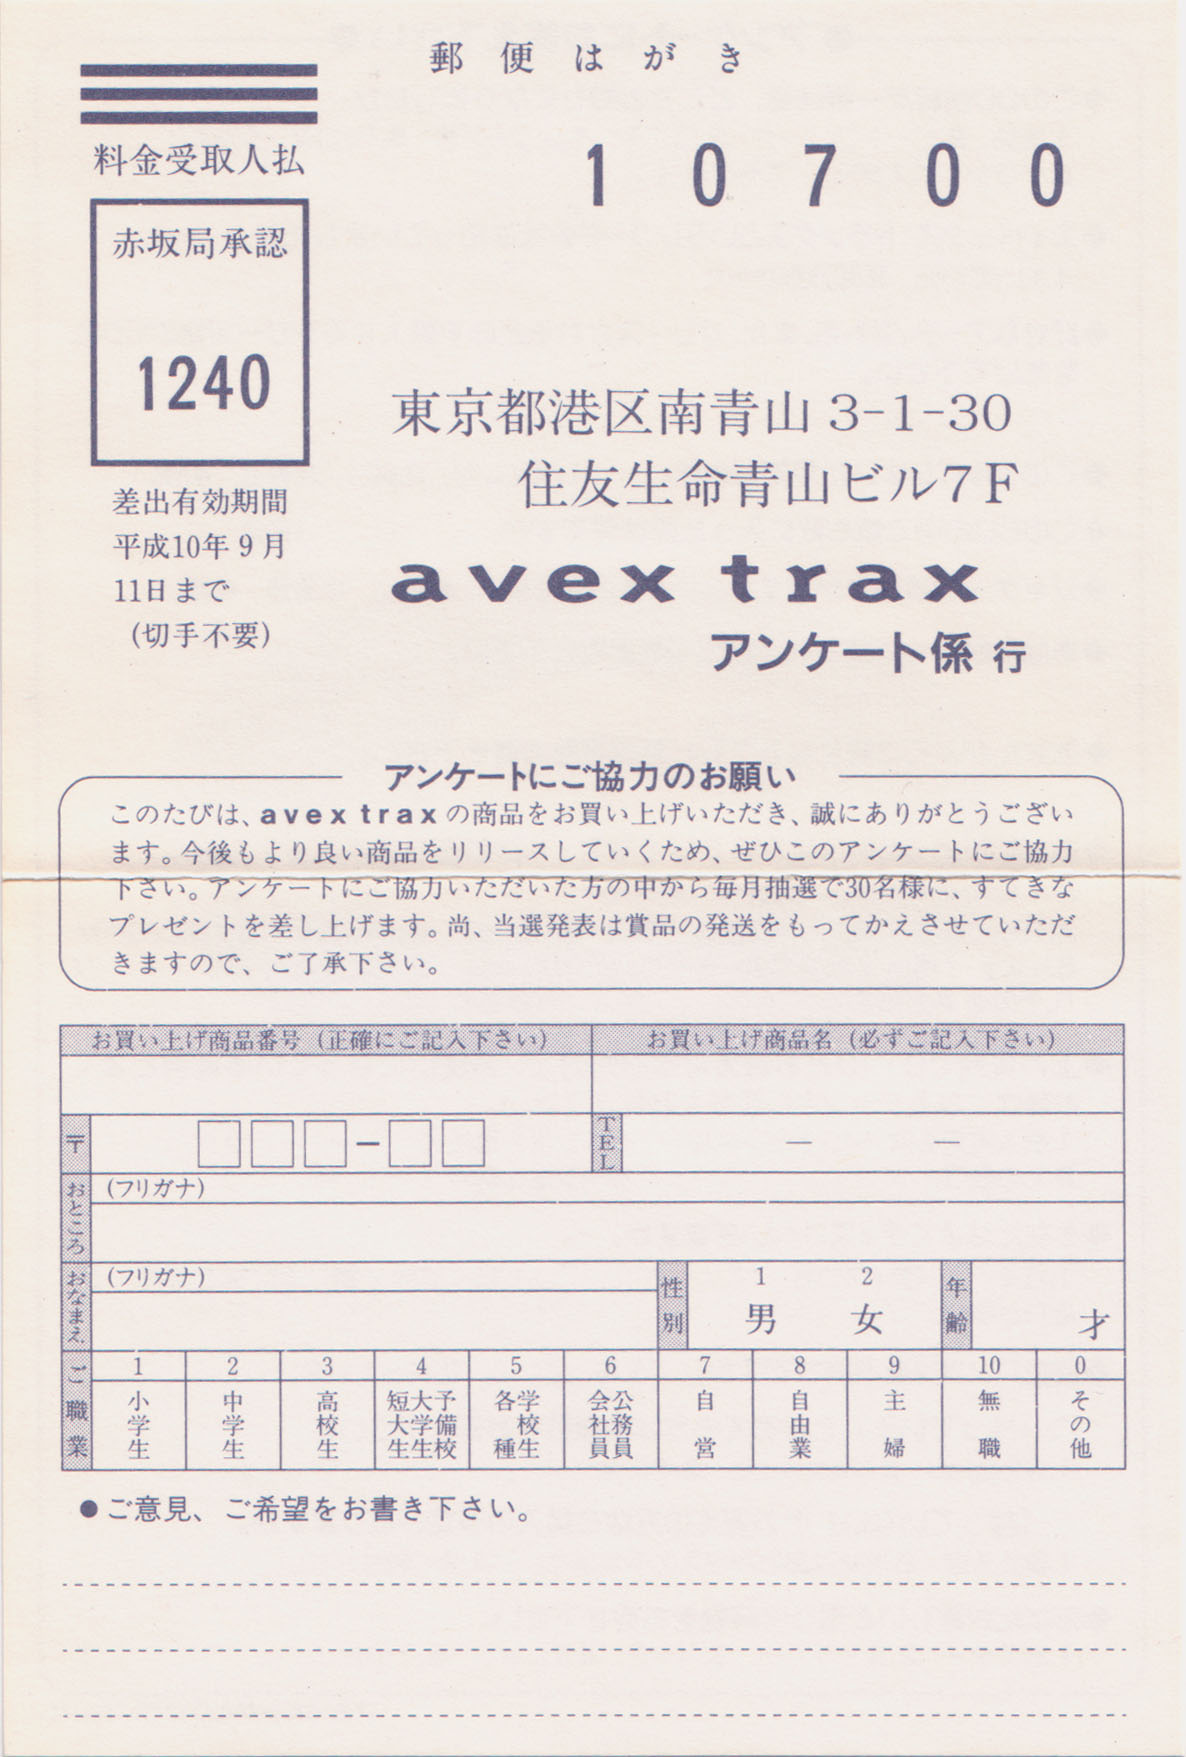 郵便はがき
料金受取人払
10700
赤坂局承認
1240
東京都港区南青山3-1-30
住友生命青山ビル7F
差出有効期間
平成10年9月
11日まで
(切手不要)
avex trax
アンケート係 行
アンケートにご協力のお願い
このたびは、avex traxの商品をお買い上げいただき、誠にありがとうござい
ます。今後もより良い商品をリリースしていくため、ぜひこのアンケートにご協力
下さい。アンケートにご協力いただいた方の中から毎月抽選で30名様に、すてきな
プレゼントを差し上げます。尚、当選発表は賞品の発送をもってかえさせていただ
きますので、ご了承下さい。
お買い上げ商品番号(正確にご記入下さい) お買い上げ商品名(必ずご記入下さい)
〒 □□□-□□ TEL — —
おところ (フリガナ)
おなまえ (フリガナ) 性別 1 男 2 女 年齢 才
ご職業
1 小学生
2 中学生
3 高校生
4 予備校 大学生 短大生
5 学校生 各種
6 公務員 会社員
7 自営
8 自由業
9 主婦
10 無職
0 その他
●ご意見、ご希望をお書き下さい。